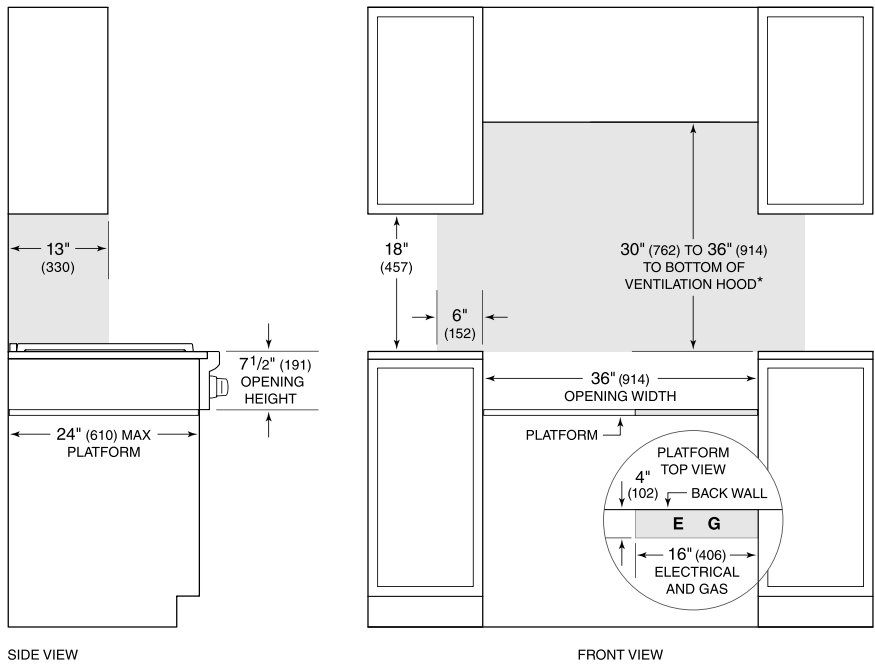 13"
(330)
7 1/2" (191)
OPENING
HEIGHT
24" (610) MAX
PLATFORM
SIDE VIEW
18"
(457)
30" (762) TO 36" (914)
TO BOTTOM OF
VENTILATION HOOD*
6"
(152)
36" (914)
OPENING WIDTH
PLATFORM
PLATFORM
TOP VIEW
4"
(102)
BACK WALL
E G
16" (406)
ELECTRICAL
AND GAS
FRONT VIEW